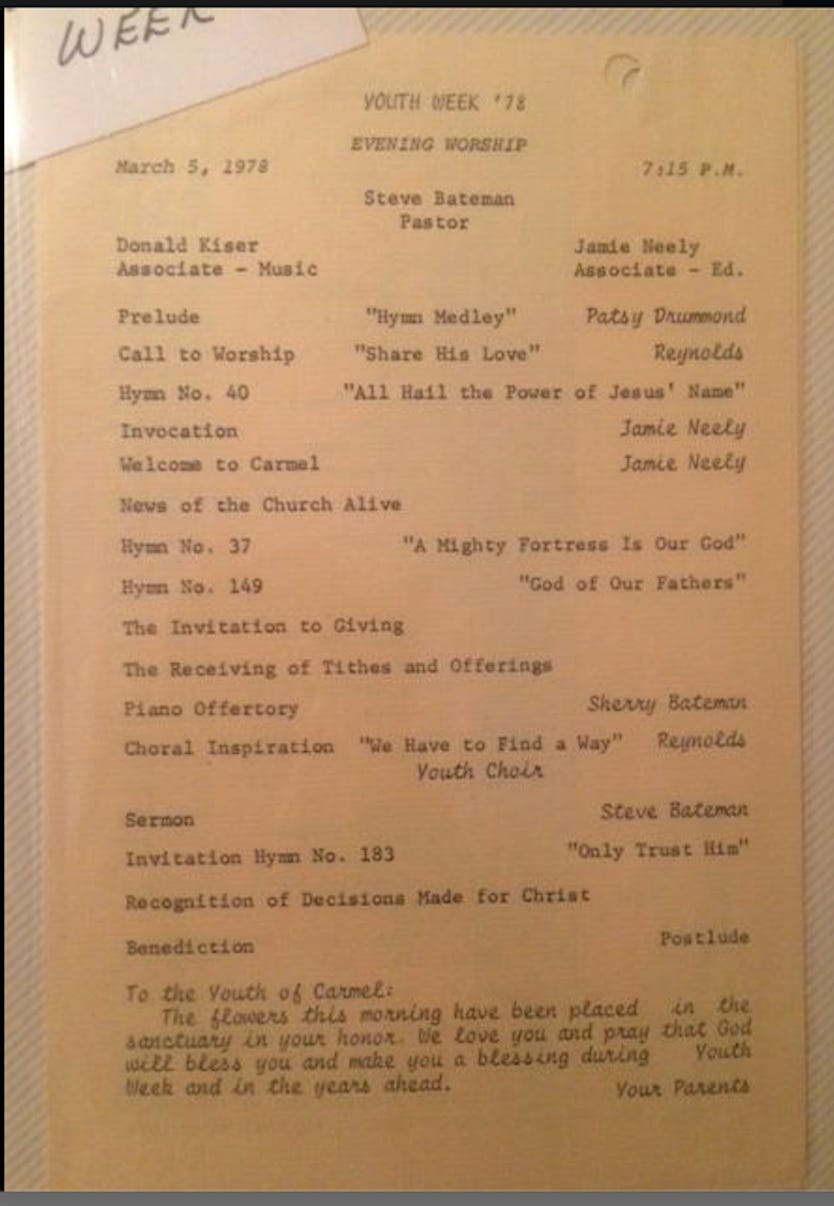 WEEK
YOUTH WEEK '78
EVENING WORSHIP
March 5, 1978 7:15 P.M.
Steve Bateman
Pastor
Donald Kiser Jamie Neely
Associate - Music Associate - Ed.
Prelude "Hymn Medley" Patsy Drummond
Call to Worship "Share His Love" Reynolds
Hymn No. 40 "All Hail the Power of Jesus' Name"
Invocation Jamie Neely
Welcome to Carmel Jamie Neely
News of the Church Alive
Hymn No. 37 "A Mighty Fortress Is Our God"
Hymn No. 149 "God of Our Fathers"
The Invitation to Giving
The Receiving of Tithes and Offerings
Piano Offertory Sherry Bateman
Choral Inspiration "We Have to Find a Way" Reynolds
Youth Choir
Sermon Steve Bateman
Invitation Hymn No. 183 "Only Trust Him"
Recognition of Decisions Made for Christ
Benediction Postlude
To the Youth of Carmel:
The flowers this morning have been placed in the
sanctuary in your honor. We love you and pray that God
will bless you and make you a blessing during Youth
Week and in the years ahead.
Your Parents